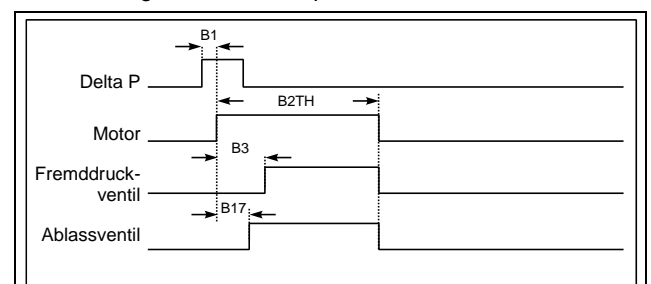 B1
Delta P
B2TH
Motor
B3
Fremddruck-
ventil
B17
Ablassventil